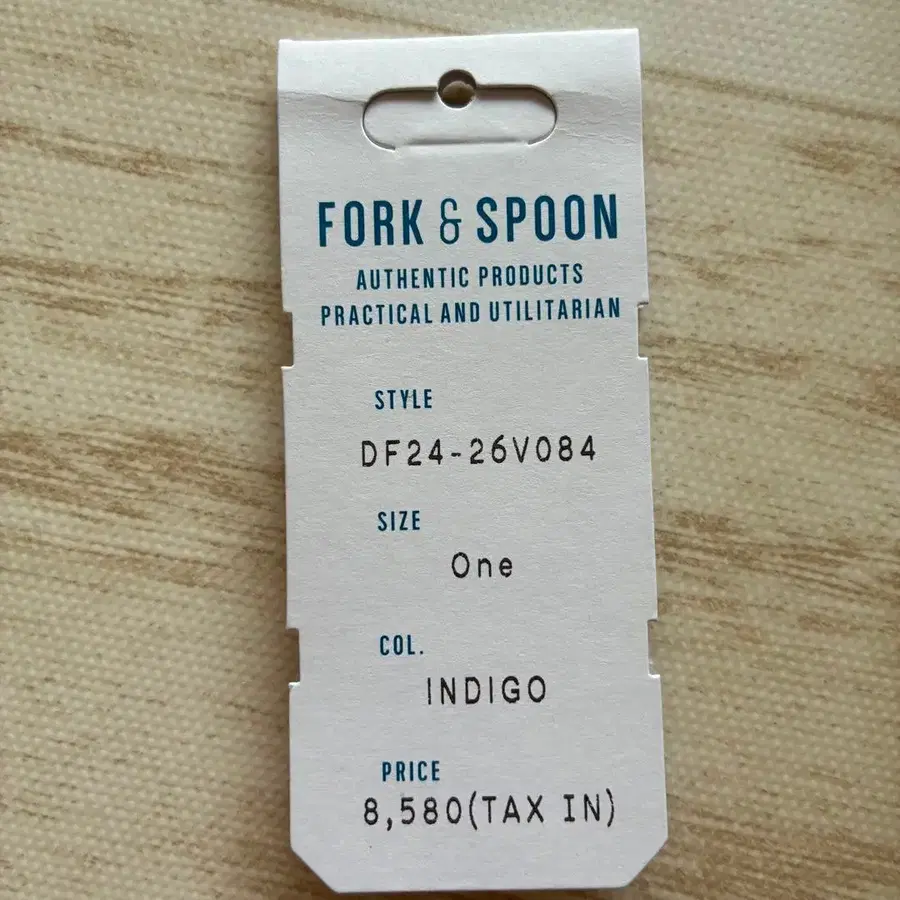 FORK & SPOON
AUTHENTIC PRODUCTS
PRACTICAL AND UTILITARIAN
STYLE
DF24-26V084
SIZE
One
COL.
INDIGO
PRICE
8,580(TAX IN)